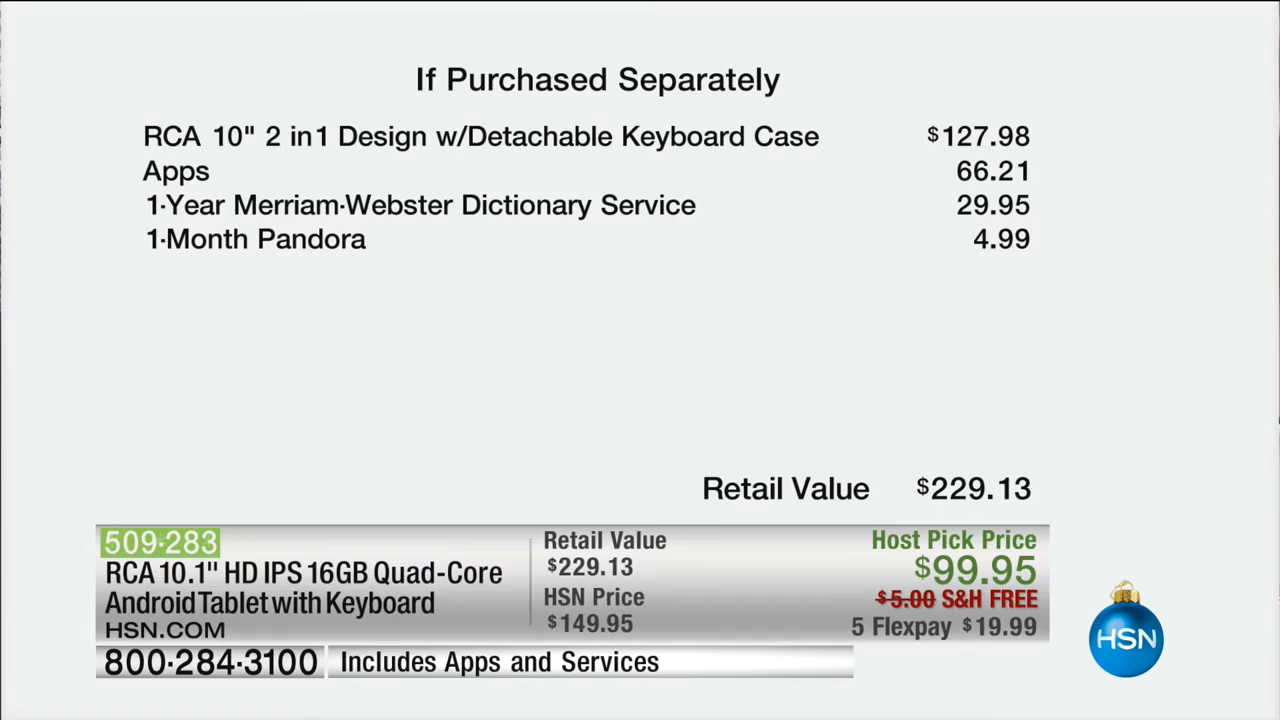 If Purchased Separately
RCA 10" 2 in1 Design w/Detachable Keyboard Case $127.98
Apps 66.21
1·Year Merriam·Webster Dictionary Service 29.95
1·Month Pandora 4.99
Retail Value $229.13
509·283
RCA 10.1" HD IPS 16GB Quad-Core
Android Tablet with Keyboard
HSN.COM
Retail Value
$229.13
HSN Price
$149.95
Host Pick Price
$99.95
$5.00 S&H FREE
5 Flexpay $19.99
800·284·3100 Includes Apps and Services
HSN